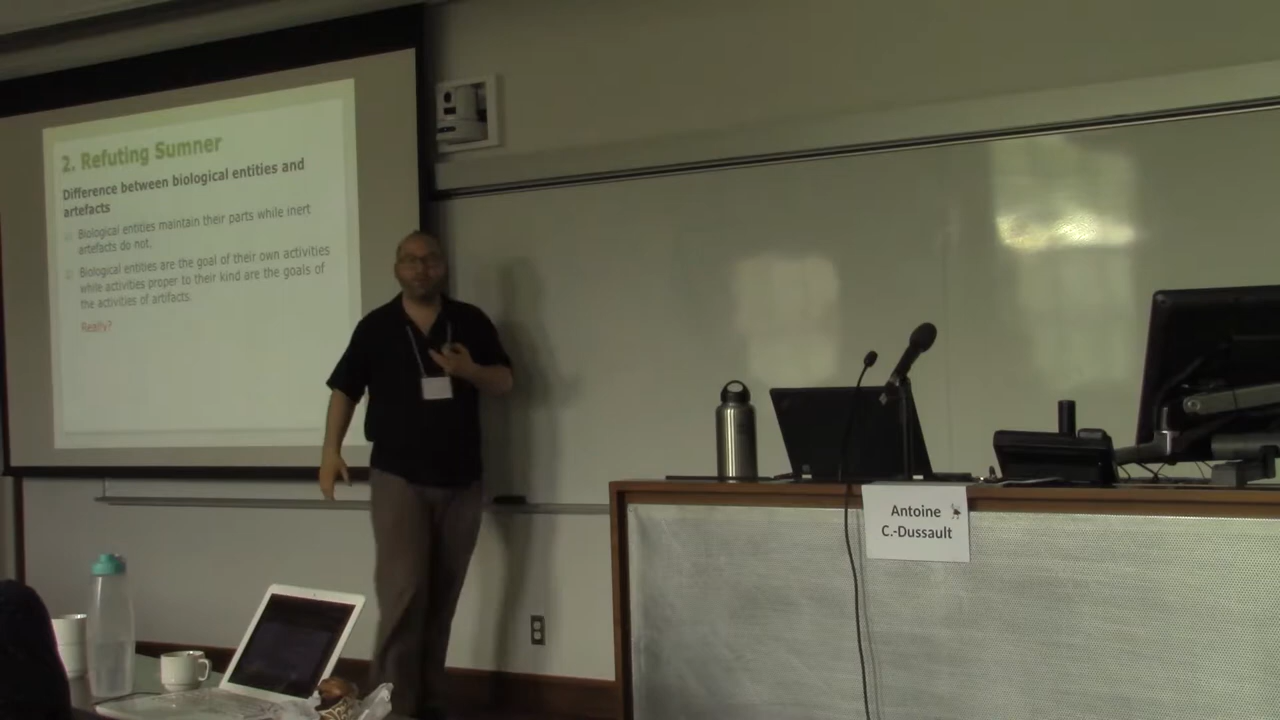 2. Refuting Sumner
Difference between biological entities and
artefacts
Biological entities maintain their parts while inert
artefacts do not.
Biological entities are the goal of their own activities
while activities proper to their kind are the goals of
the activities of artifacts.
Really?
Antoine
C.-Dussault